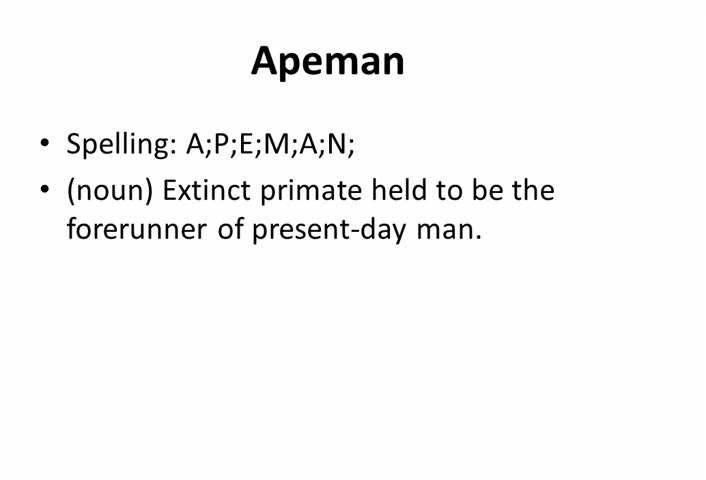 Apeman
• Spelling: A;P;E;M;A;N;
• (noun) Extinct primate held to be the
forerunner of present-day man.